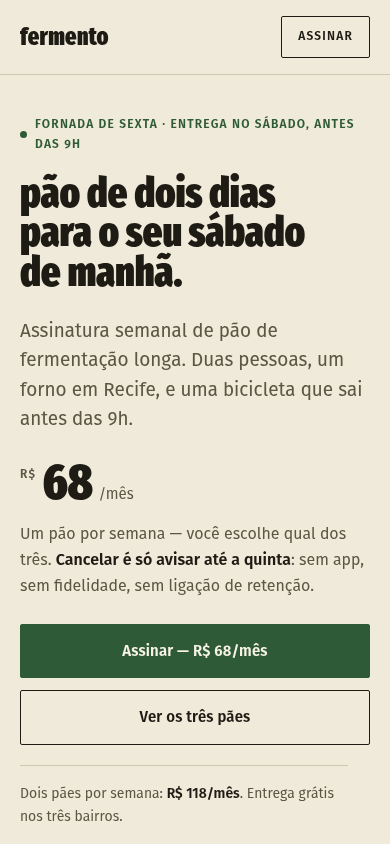 fermento
ASSINAR
FORNADA DE SEXTA · ENTREGA NO SÁBADO, ANTES
DAS 9H
pão de dois dias
para o seu sábado
de manhã.
Assinatura semanal de pão de
fermentação longa. Duas pessoas, um
forno em Recife, e uma bicicleta que sai
antes das 9h.
R$ 68 /mês
Um pão por semana — você escolhe qual dos
três. Cancelar é só avisar até a quinta: sem app,
sem fidelidade, sem ligação de retenção.
Assinar — R$ 68/mês
Ver os três pães
Dois pães por semana: R$ 118/mês. Entrega grátis
nos três bairros.